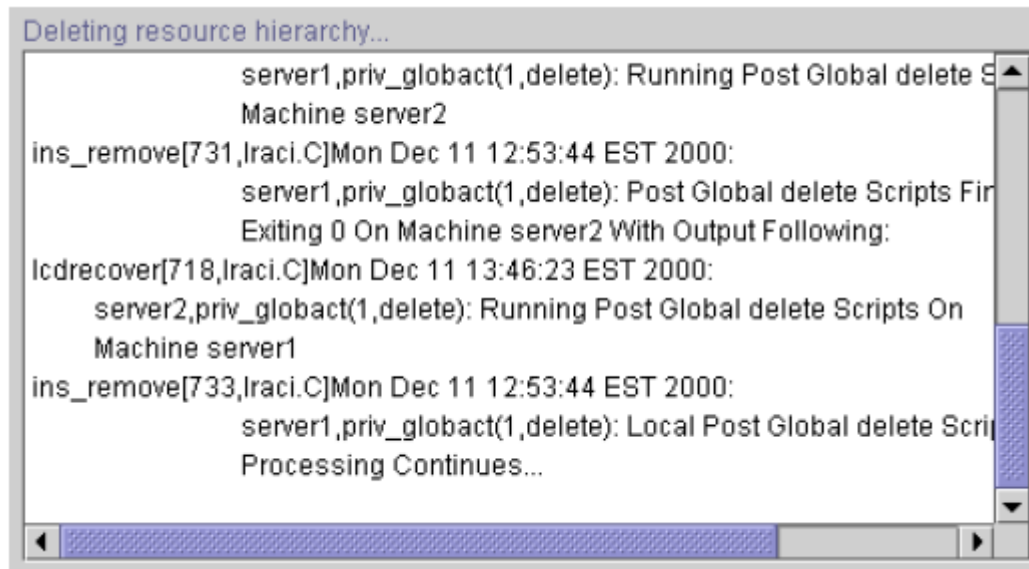 Deleting resource hierarchy...
server1,priv_globact(1,delete): Running Post Global delete S
Machine server2
ins_remove[731,lraci.C]Mon Dec 11 12:53:44 EST 2000:
server1,priv_globact(1,delete): Post Global delete Scripts Fin
Exiting 0 On Machine server2 With Output Following:
lcdrecover[718,lraci.C]Mon Dec 11 13:46:23 EST 2000:
server2,priv_globact(1,delete): Running Post Global delete Scripts On
Machine server1
ins_remove[733,lraci.C]Mon Dec 11 12:53:44 EST 2000:
server1,priv_globact(1,delete): Local Post Global delete Scrip
Processing Continues...